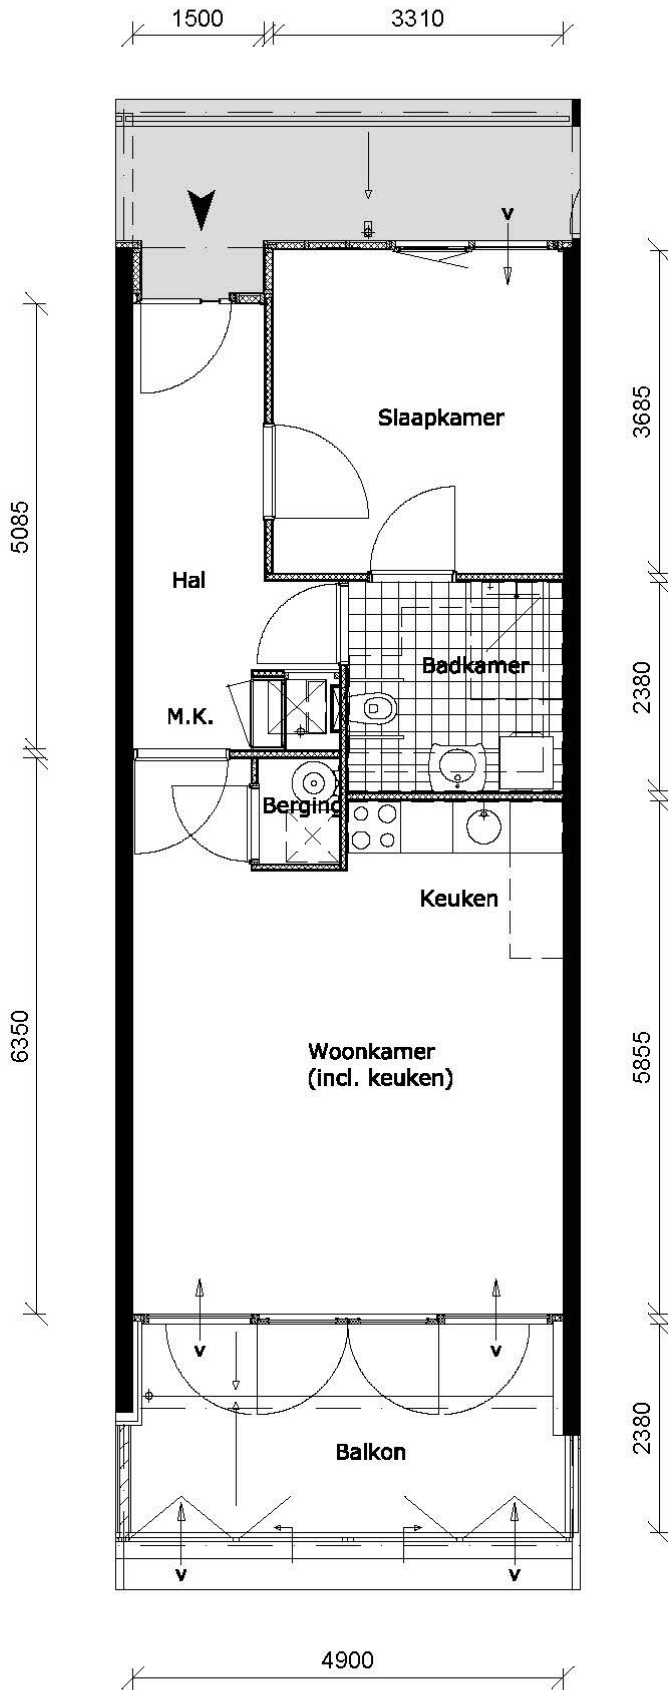 1500
3310
v
Slaapkamer
3685
5085
Hal
Badkamer
2380
M.K.
Berging
Keuken
6350
Woonkamer
(incl. keuken)
5855
v
v
2380
Balkon
v
v
4900